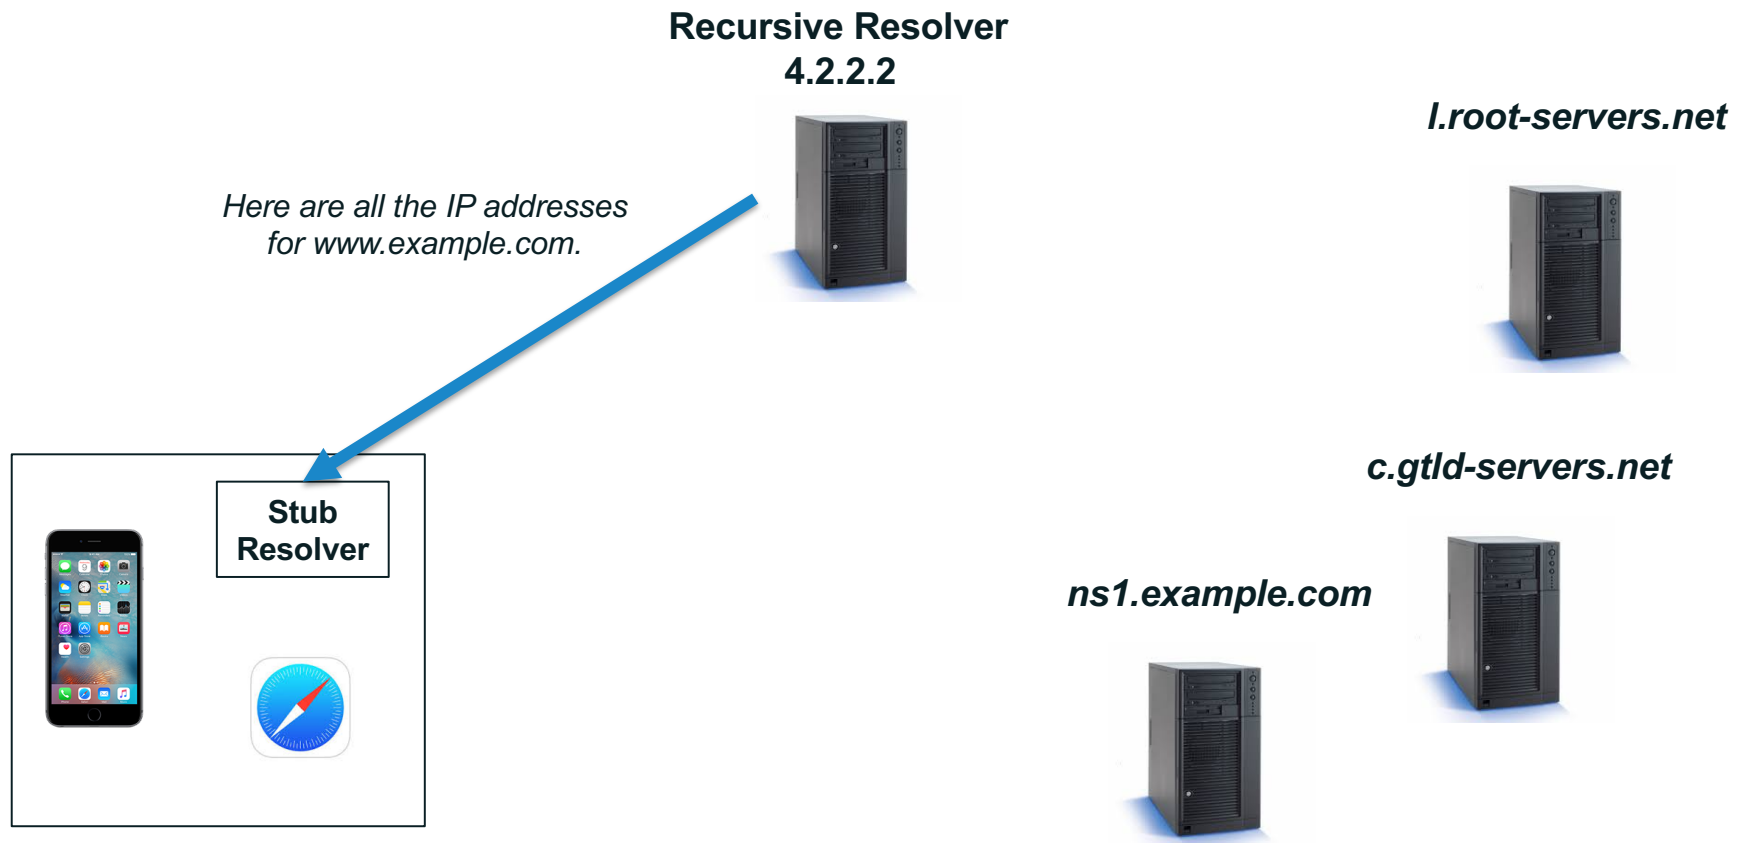 Recursive Resolver
4.2.2.2
l.root-servers.net
Here are all the IP addresses
for www.example.com.
c.gtld-servers.net
Stub
Resolver
ns1.example.com